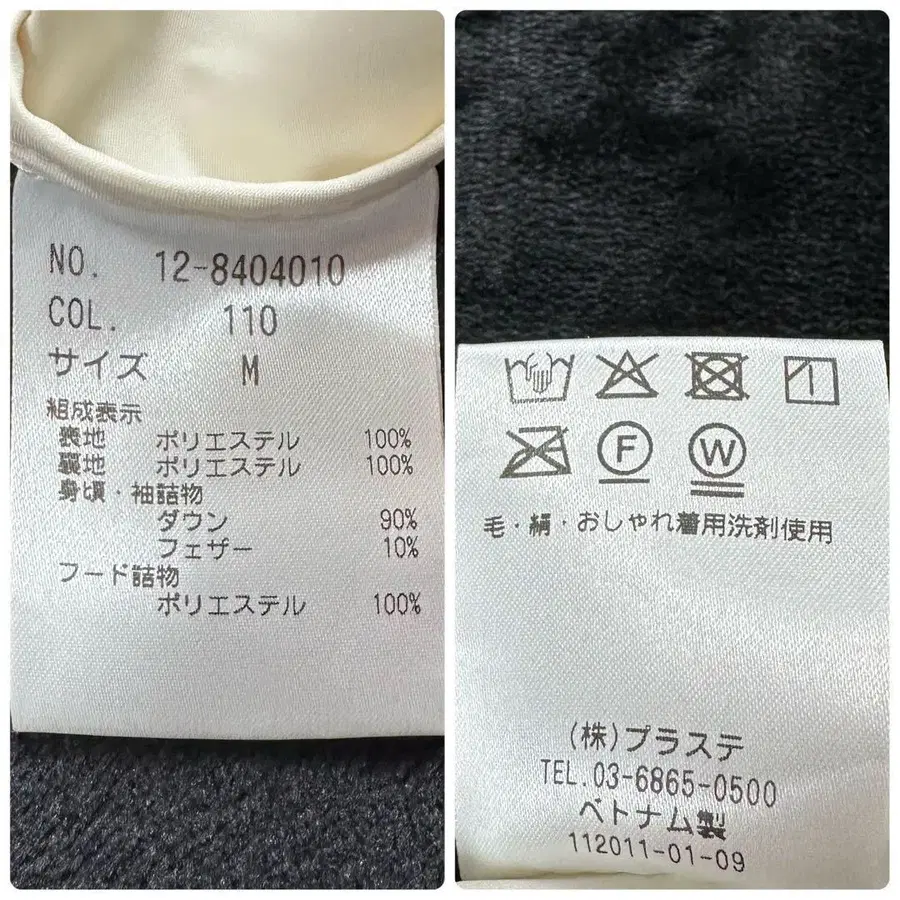 NO. 12-8404010
COL. 110
サイズ M
組成表示
表地 ポリエステル 100%
裏地 ポリエステル 100%
身頃・袖詰物
ダウン 90%
フェザー 10%
フード詰物
ポリエステル 100%
F W
毛・絹・おしゃれ着用洗剤使用
(株)プラステ
TEL.03-6865-0500
ベトナム製
112011-01-09